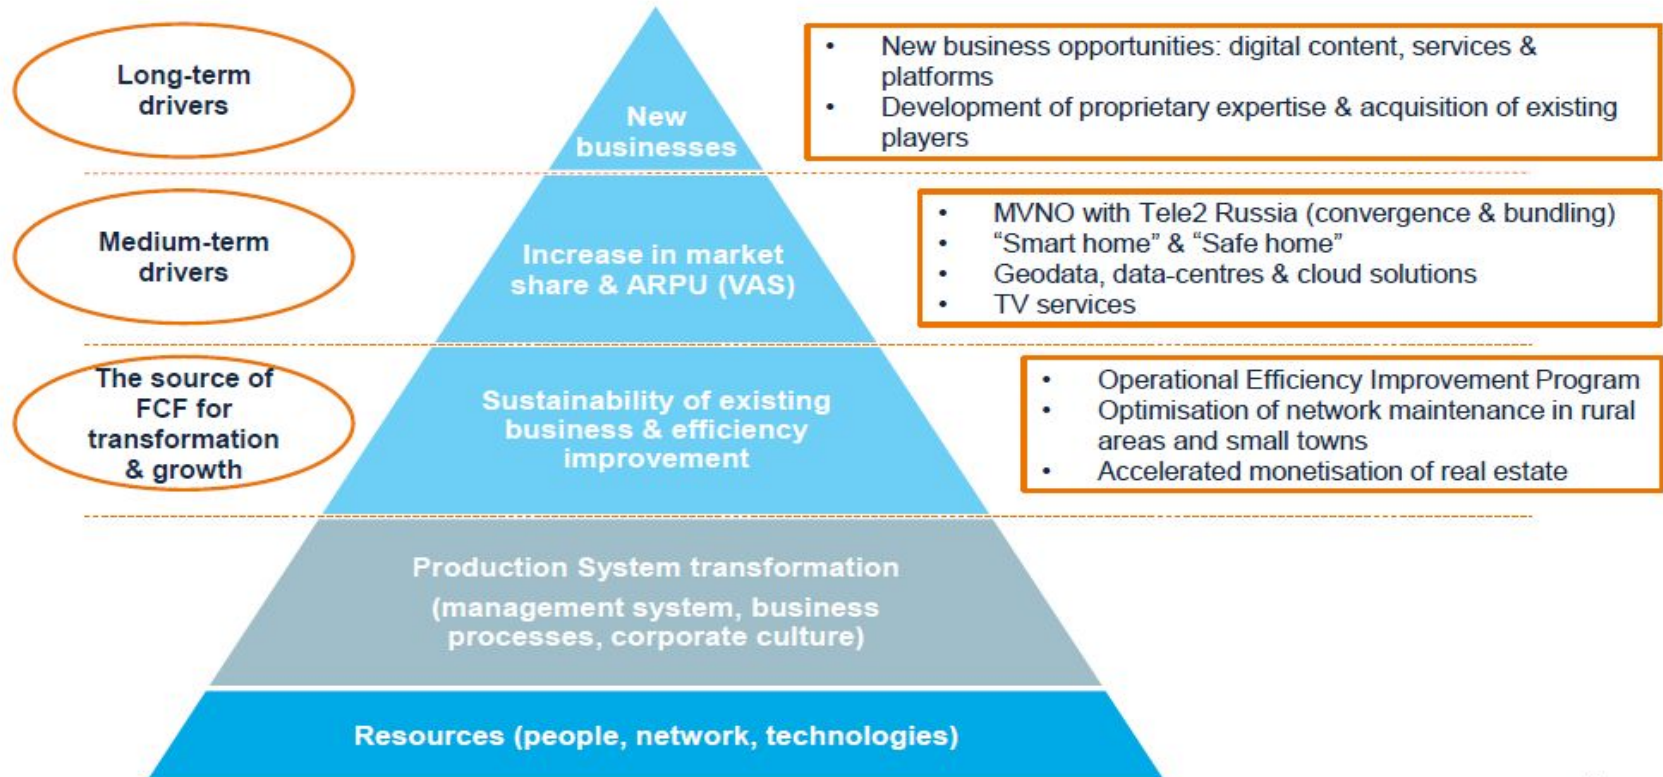 Long-term
drivers
New
businesses
• New business opportunities: digital content, services &
platforms
• Development of proprietary expertise & acquisition of existing
players
Medium-term
drivers
Increase in market
share & ARPU (VAS)
• MVNO with Tele2 Russia (convergence & bundling)
• “Smart home” & “Safe home”
• Geodata, data-centres & cloud solutions
• TV services
The source of
FCF for
transformation
& growth
Sustainability of existing
business & efficiency
improvement
• Operational Efficiency Improvement Program
• Optimisation of network maintenance in rural
areas and small towns
• Accelerated monetisation of real estate
Production System transformation
(management system, business
processes, corporate culture)
Resources (people, network, technologies)